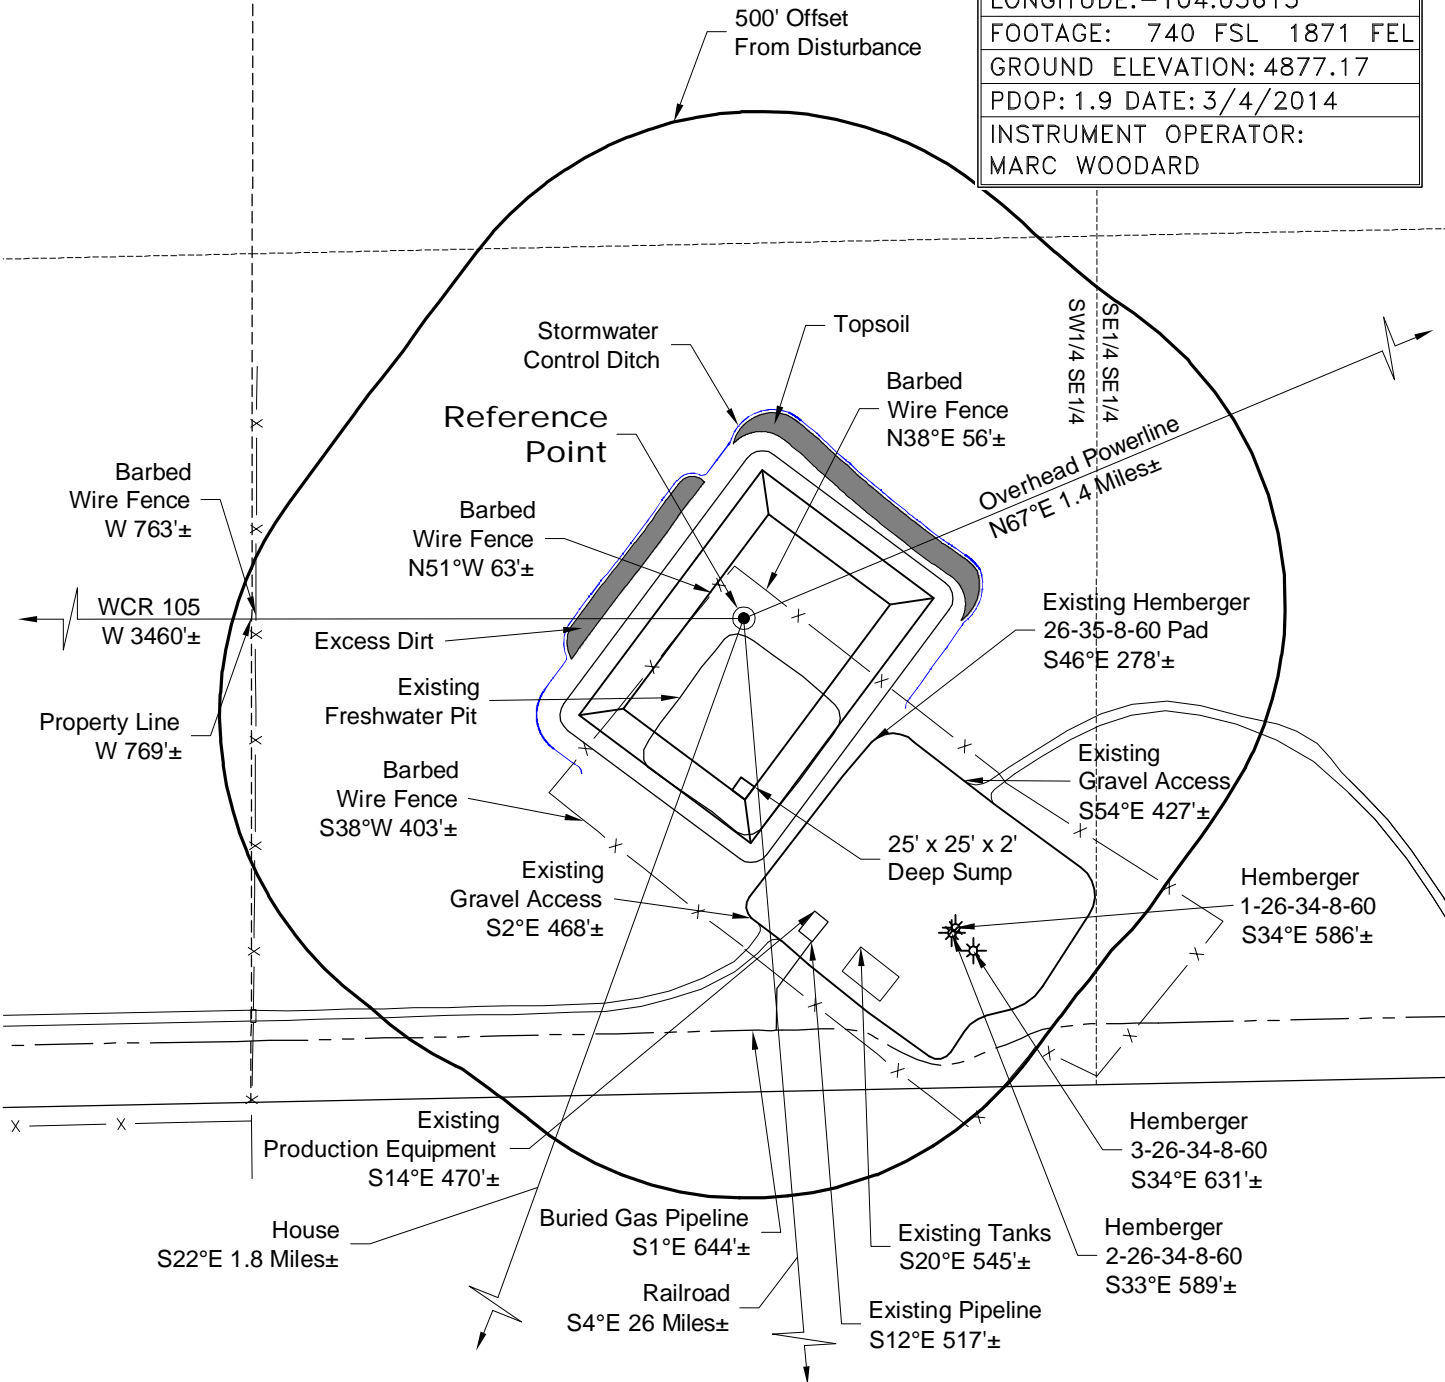 500' Offset
From Disturbance
FOOTAGE: 740 FSL 1871 FEL
GROUND ELEVATION: 4877.17
PDOP: 1.9 DATE: 3/4/2014
INSTRUMENT OPERATOR:
MARC WOODARD
SW1/4 SE1/4
SE1/4 SE1/4
Stormwater
Control Ditch
Topsoil
Barbed
Wire Fence
N38°E 56'±
Reference
Point
Overhead Powerline
N67°E 1.4 Miles±
Barbed
Wire Fence
W 763'±
Barbed
Wire Fence
N51°W 63'±
WCR 105
W 3460'±
Excess Dirt
Existing Hemberger
26-35-8-60 Pad
S46°E 278'±
Existing
Freshwater Pit
Property Line
W 769'±
Barbed
Wire Fence
S38°W 403'±
Existing
Gravel Access
S54°E 427'±
25' x 25' x 2'
Deep Sump
Existing
Gravel Access
S2°E 468'±
Hemberger
1-26-34-8-60
S34°E 586'±
Existing
Production Equipment
S14°E 470'±
Hemberger
3-26-34-8-60
S34°E 631'±
House
S22°E 1.8 Miles±
Buried Gas Pipeline
S1°E 644'±
Existing Tanks
S20°E 545'±
Hemberger
2-26-34-8-60
S33°E 589'±
Railroad
S4°E 26 Miles±
Existing Pipeline
S12°E 517'±